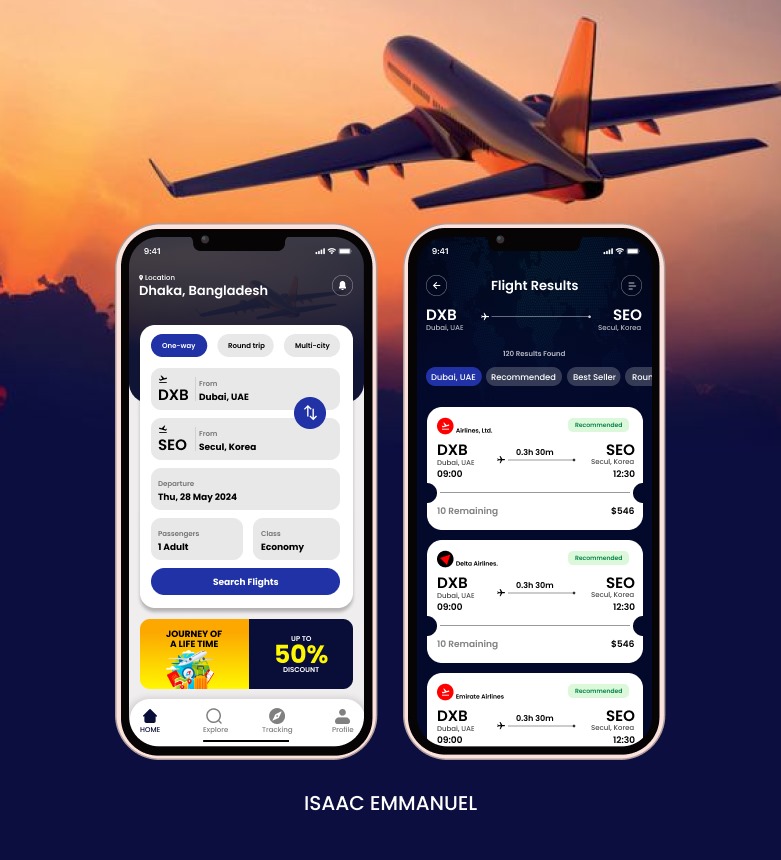 9:41
Location
Dhaka, Bangladesh
One-way
Round trip
Multi-city
From
DXB
Dubai, UAE
From
SEO
Secul, Korea
Departure
Thu, 28 May 2024
Passengers
1 Adult
Class
Economy
Search Flights
JOURNEY OF
A LIFE TIME
UP TO
50%
DISCOUNT
HOME
Explore
Tracking
Profile
9:41
Flight Results
DXB
SEO
Dubai, UAE
Secul, Korea
120 Results Found
Dubai, UAE
Recommended
Best Seller
Roun
Airlines, Ltd.
Recommended
DXB
0.3h 30m
SEO
Dubai, UAE
Secul, Korea
09:00
12:30
10 Remaining
$546
Delta Airlines.
Recommended
DXB
0.3h 30m
SEO
Dubai, UAE
Secul, Korea
09:00
12:30
10 Remaining
$546
Emirate Airlines
Recommended
DXB
0.3h 30m
SEO
Dubai, UAE
Secul, Korea
09:00
12:30
ISAAC EMMANUEL